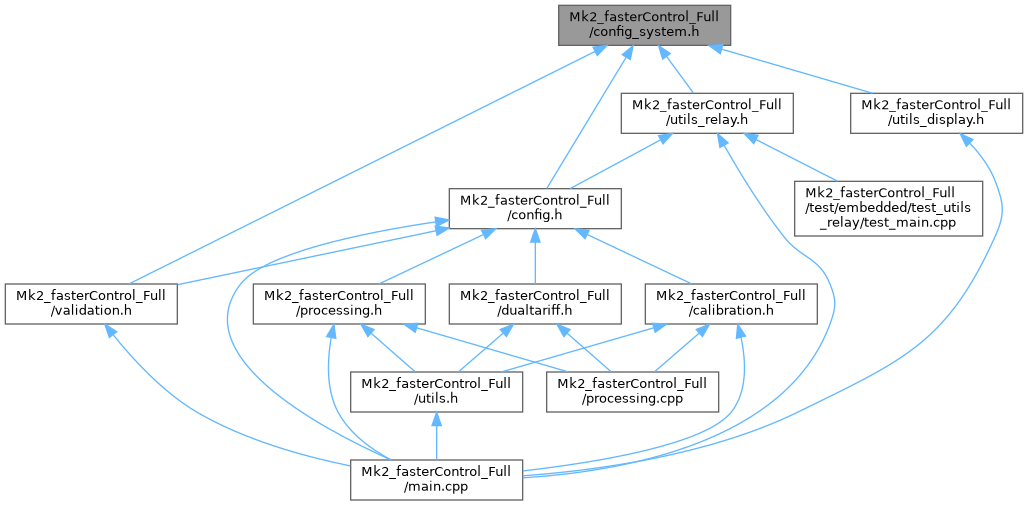 Mk2_fasterControl_Full
/config_system.h
Mk2_fasterControl_Full
/utils_relay.h
Mk2_fasterControl_Full
/utils_display.h
Mk2_fasterControl_Full
/config.h
Mk2_fasterControl_Full
/test/embedded/test_utils
_relay/test_main.cpp
Mk2_fasterControl_Full
/validation.h
Mk2_fasterControl_Full
/processing.h
Mk2_fasterControl_Full
/dualtariff.h
Mk2_fasterControl_Full
/calibration.h
Mk2_fasterControl_Full
/utils.h
Mk2_fasterControl_Full
/processing.cpp
Mk2_fasterControl_Full
/main.cpp